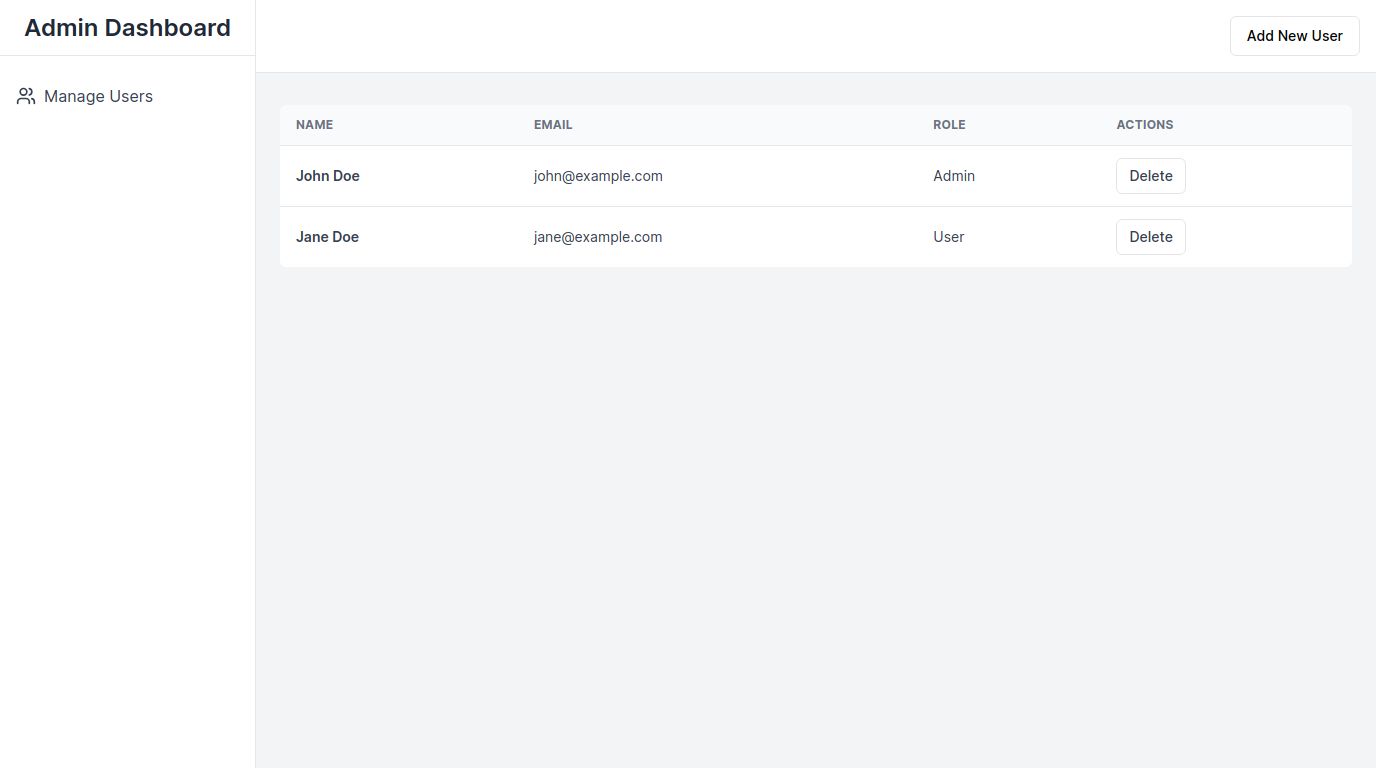 Admin Dashboard
Add New User
Manage Users
NAME EMAIL ROLE ACTIONS
John Doe john@example.com Admin Delete
Jane Doe jane@example.com User Delete